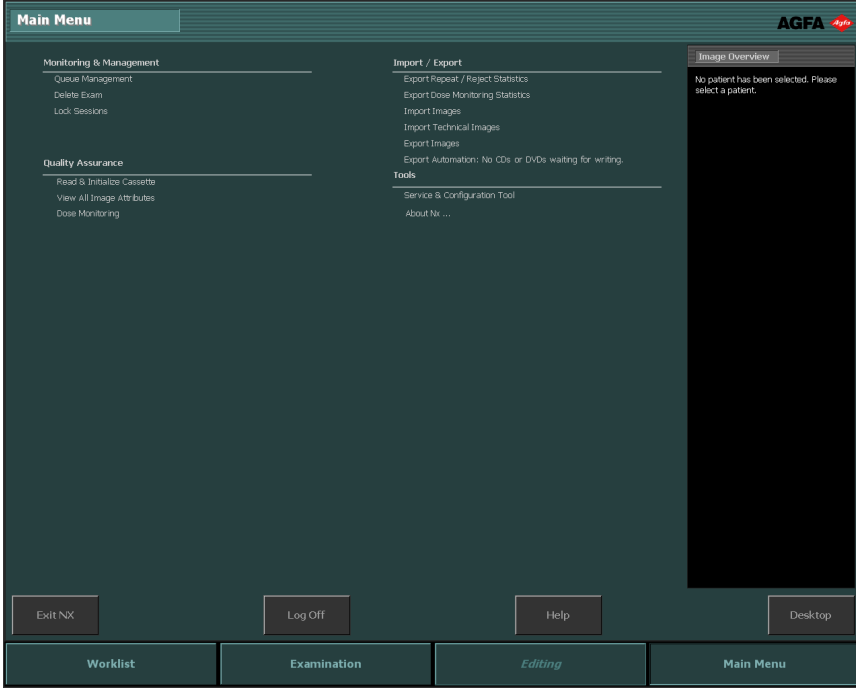 Main Menu
AGFA
Agfa
Monitoring & Management
Queue Management
Delete Exam
Lock Sessions
Quality Assurance
Read & Initialize Cassette
View All Image Attributes
Dose Monitoring
Import / Export
Export Repeat / Reject Statistics
Export Dose Monitoring Statistics
Import Images
Import Technical Images
Export Images
Export Automation: No CDs or DVDs waiting for writing.
Tools
Service & Configuration Tool
About Nx ...
Image Overview
No patient has been selected. Please
select a patient.
Exit NX
Log Off
Help
Desktop
Worklist
Examination
Editing
Main Menu